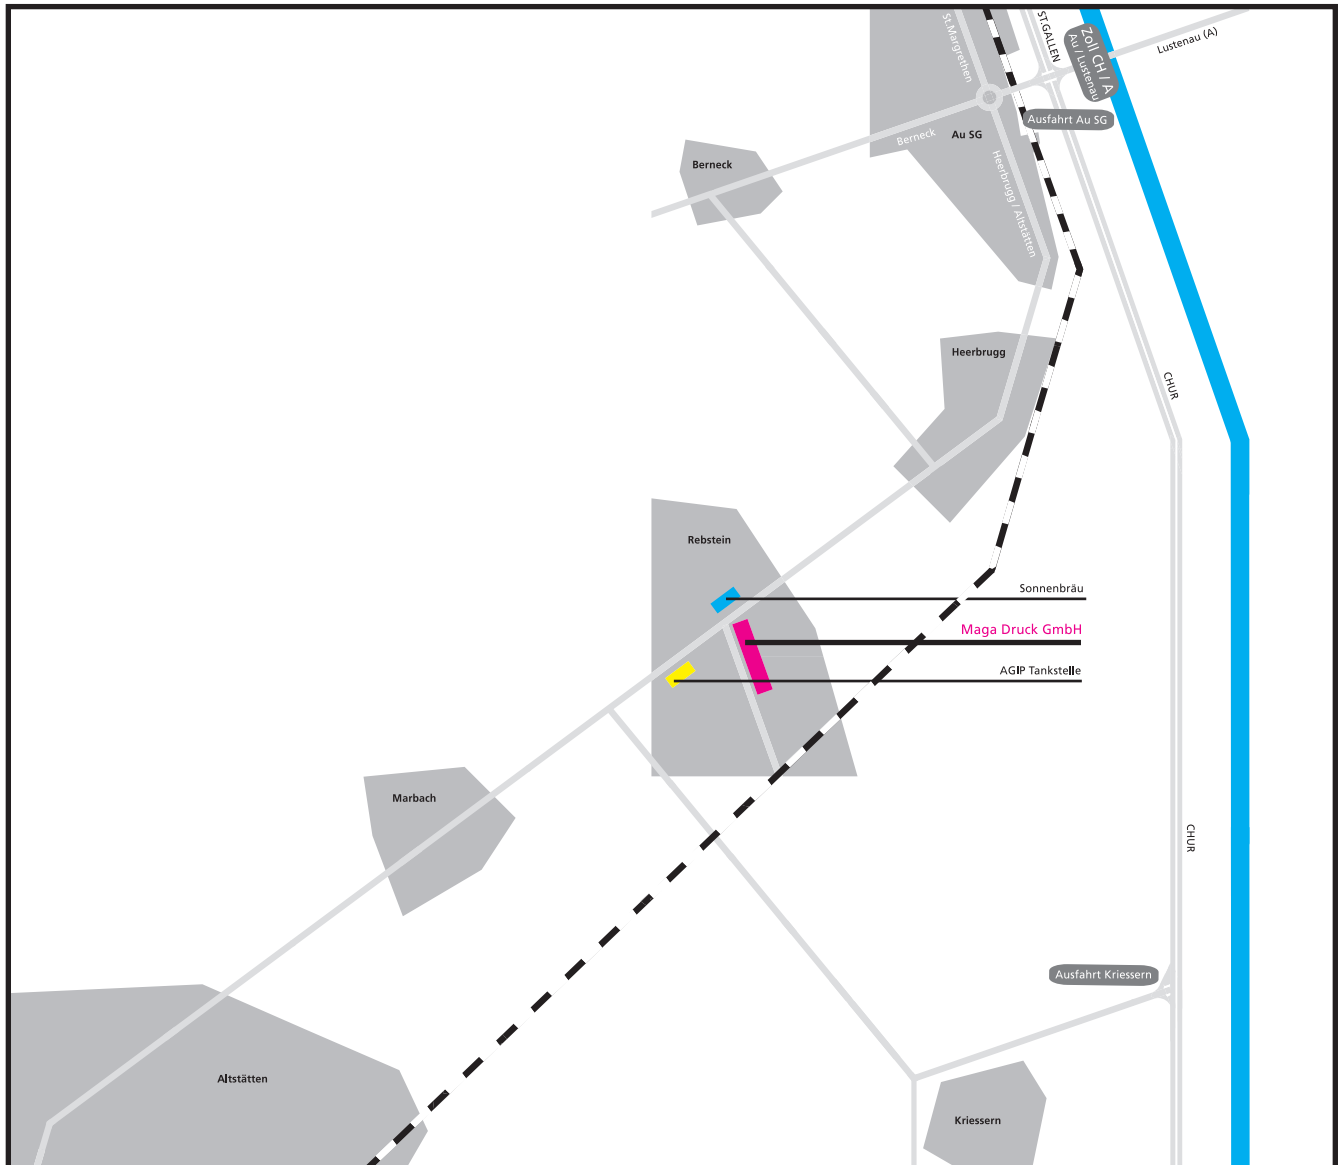 St.Margrethen
ST.GALLEN
Zoll CH / A
Au / Lustenau
Lustenau (A)
Ausfahrt Au SG
Berneck
Au SG
Berneck
Heerbrugg / Altstätten
Heerbrugg
CHUR
Rebstein
Sonnenbräu
Maga Druck GmbH
AGIP Tankstelle
Marbach
CHUR
Ausfahrt Kriessern
Altstätten
Kriessern